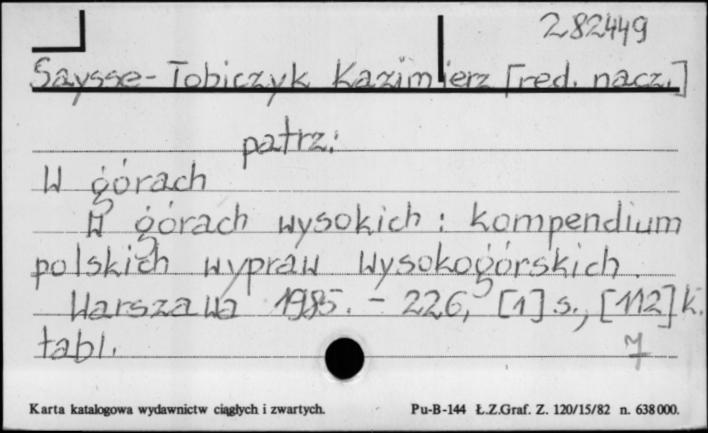 282449
Saysse-Tobiczyk Kazimierz [red. nacz.]
patrz:
W górach
W górach wysokich : kompendium
polskich wypraw wysokogórskich.
Warszawa 1985. - 226, [1] s., [112] k.
tabl.
7
Karta katalogowa wydawnictw ciągłych i zwartych. Pu-B-144 Ł.Z.Graf. Z. 120/15/82 n. 638000.